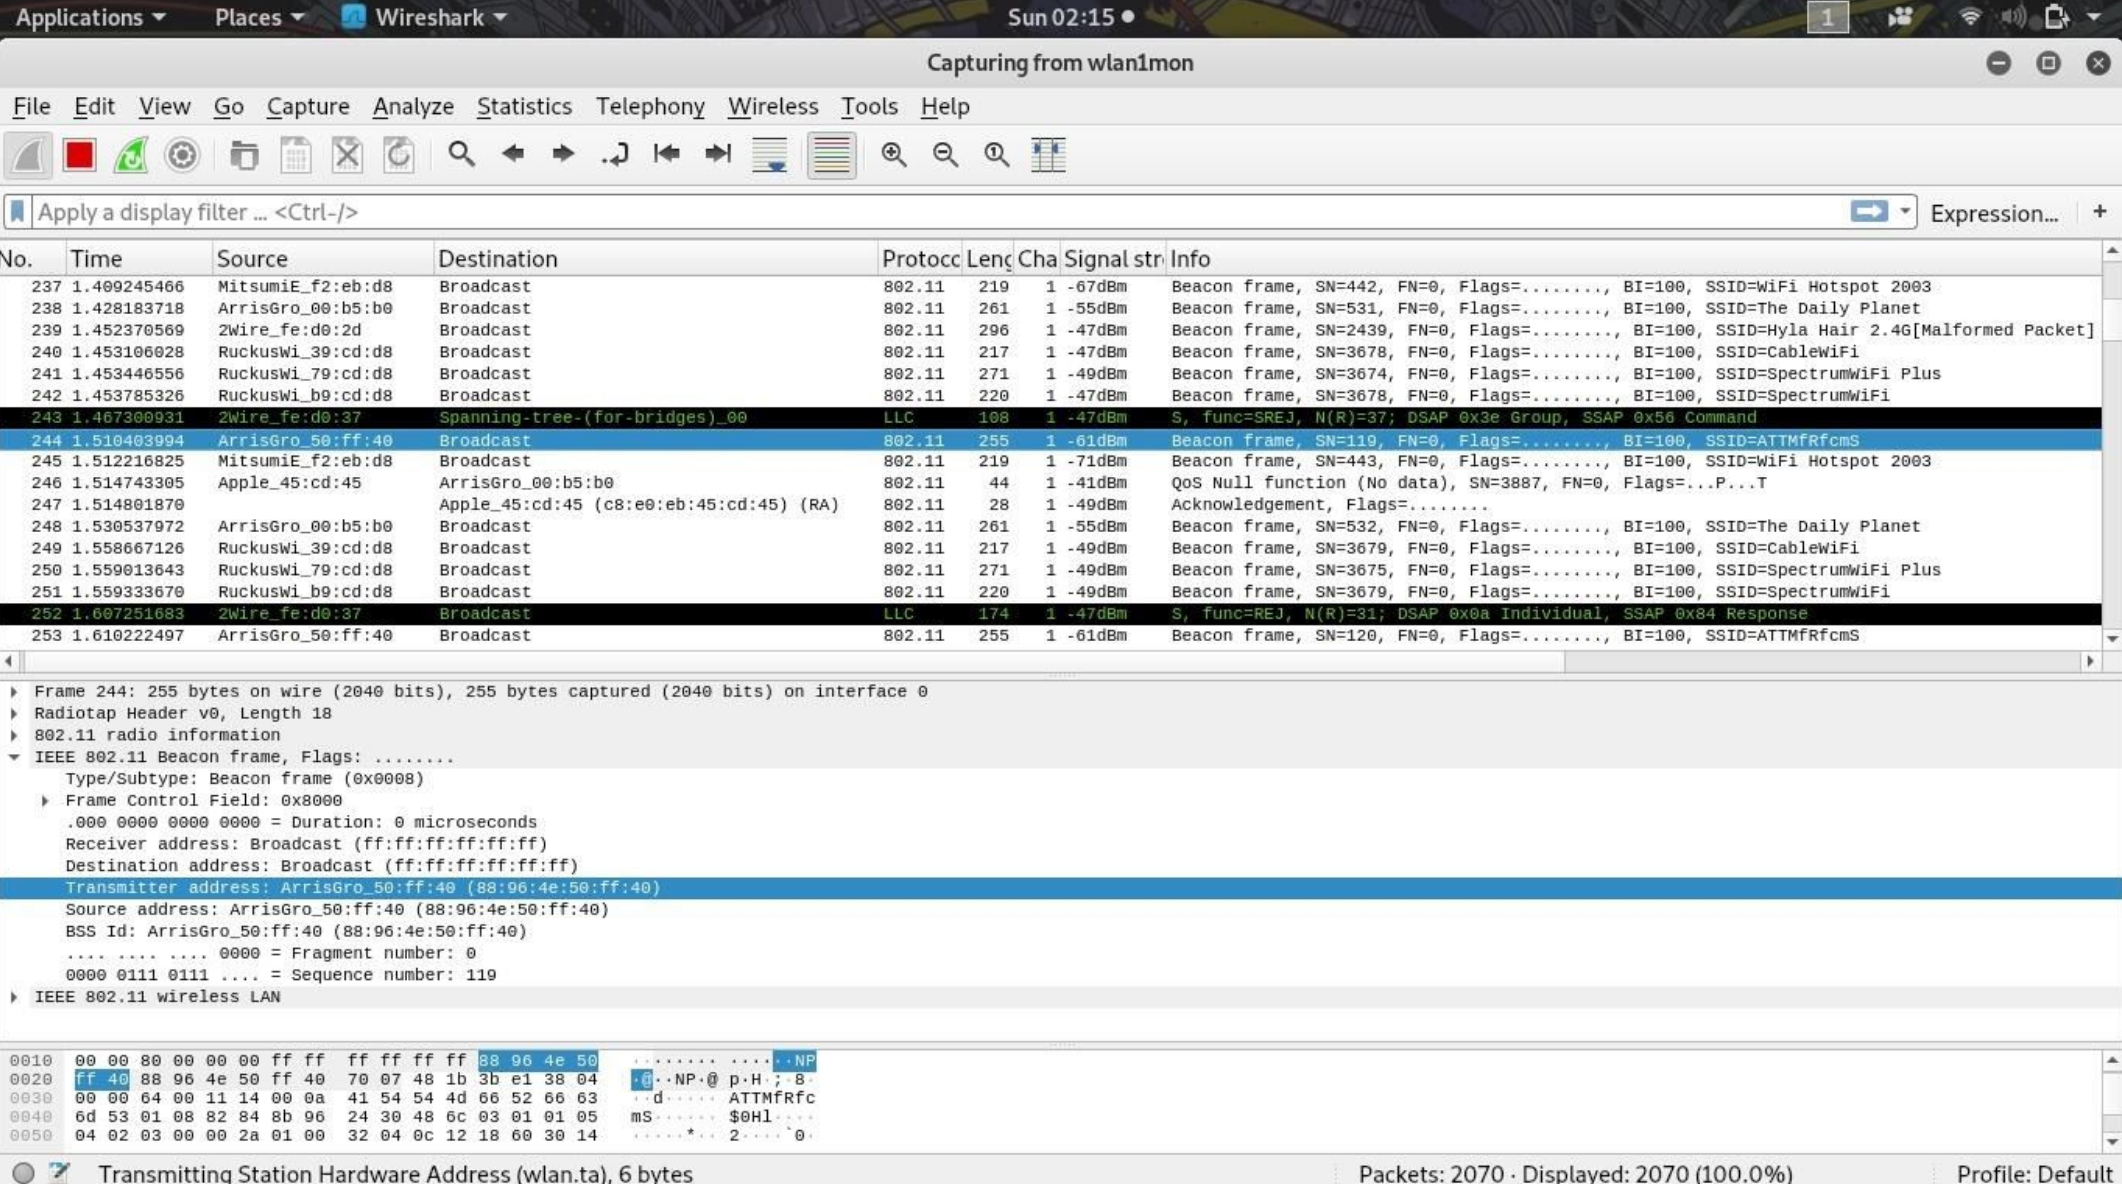 Applications Places Wireshark Sun 02:15 1
Capturing from wlan1mon
File Edit View Go Capture Analyze Statistics Telephony Wireless Tools Help
Apply a display filter ... <Ctrl-/> Expression... +
No. Time Source Destination Protocc Leng Cha Signal stre Info
237 1.409245466 MitsumiE_f2:eb:d8 Broadcast 802.11 219 1 -67dBm Beacon frame, SN=442, FN=0, Flags=........, BI=100, SSID=WiFi Hotspot 2003
238 1.428183718 ArrisGro_00:b5:b0 Broadcast 802.11 261 1 -55dBm Beacon frame, SN=531, FN=0, Flags=........, BI=100, SSID=The Daily Planet
239 1.452370569 2Wire_fe:d0:2d Broadcast 802.11 296 1 -47dBm Beacon frame, SN=2439, FN=0, Flags=........, BI=100, SSID=Hyla Hair 2.4G[Malformed Packet]
240 1.453106028 RuckusWi_39:cd:d8 Broadcast 802.11 217 1 -47dBm Beacon frame, SN=3678, FN=0, Flags=........, BI=100, SSID=CableWiFi
241 1.453446556 RuckusWi_79:cd:d8 Broadcast 802.11 271 1 -49dBm Beacon frame, SN=3674, FN=0, Flags=........, BI=100, SSID=SpectrumWiFi Plus
242 1.453785326 RuckusWi_b9:cd:d8 Broadcast 802.11 220 1 -47dBm Beacon frame, SN=3678, FN=0, Flags=........, BI=100, SSID=SpectrumWiFi
243 1.467300931 2Wire_fe:d0:37 Spanning-tree-(for-bridges)_00 LLC 108 1 -47dBm S, func=SREJ, N(R)=37; DSAP 0x3e Group, SSAP 0x56 Command
244 1.510403994 ArrisGro_50:ff:40 Broadcast 802.11 255 1 -61dBm Beacon frame, SN=119, FN=0, Flags=........, BI=100, SSID=ATTMfRfcmS
245 1.512216825 MitsumiE_f2:eb:d8 Broadcast 802.11 219 1 -71dBm Beacon frame, SN=443, FN=0, Flags=........, BI=100, SSID=WiFi Hotspot 2003
246 1.514743305 Apple_45:cd:45 ArrisGro_00:b5:b0 802.11 44 1 -41dBm QoS Null function (No data), SN=3887, FN=0, Flags=...P...T
247 1.514801870 Apple_45:cd:45 (c8:e0:eb:45:cd:45) (RA) 802.11 28 1 -49dBm Acknowledgement, Flags=........
248 1.530537972 ArrisGro_00:b5:b0 Broadcast 802.11 261 1 -55dBm Beacon frame, SN=532, FN=0, Flags=........, BI=100, SSID=The Daily Planet
249 1.558667126 RuckusWi_39:cd:d8 Broadcast 802.11 217 1 -49dBm Beacon frame, SN=3679, FN=0, Flags=........, BI=100, SSID=CableWiFi
250 1.559013643 RuckusWi_79:cd:d8 Broadcast 802.11 271 1 -49dBm Beacon frame, SN=3675, FN=0, Flags=........, BI=100, SSID=SpectrumWiFi Plus
251 1.559333670 RuckusWi_b9:cd:d8 Broadcast 802.11 220 1 -49dBm Beacon frame, SN=3679, FN=0, Flags=........, BI=100, SSID=SpectrumWiFi
252 1.607251683 2Wire_fe:d0:37 Broadcast LLC 174 1 -47dBm S, func=REJ, N(R)=31; DSAP 0x0a Individual, SSAP 0x84 Response
253 1.610222497 ArrisGro_50:ff:40 Broadcast 802.11 255 1 -61dBm Beacon frame, SN=120, FN=0, Flags=........, BI=100, SSID=ATTMfRfcmS
Frame 244: 255 bytes on wire (2040 bits), 255 bytes captured (2040 bits) on interface 0
Radiotap Header v0, Length 18
802.11 radio information
IEEE 802.11 Beacon frame, Flags: ........
Type/Subtype: Beacon frame (0x0008)
Frame Control Field: 0x8000
.000 0000 0000 0000 = Duration: 0 microseconds
Receiver address: Broadcast (ff:ff:ff:ff:ff:ff)
Destination address: Broadcast (ff:ff:ff:ff:ff:ff)
Transmitter address: ArrisGro_50:ff:40 (88:96:4e:50:ff:40)
Source address: ArrisGro_50:ff:40 (88:96:4e:50:ff:40)
BSS Id: ArrisGro_50:ff:40 (88:96:4e:50:ff:40)
.... .... .... 0000 = Fragment number: 0
0000 0111 0111 .... = Sequence number: 119
IEEE 802.11 wireless LAN
0010 00 00 80 00 00 00 ff ff ff ff ff ff 88 96 4e 50 ········ ······NP
0020 ff 40 88 96 4e 50 ff 40 70 07 48 1b 3b e1 38 04 ·@··NP·@ p·H·;·8·
0030 00 00 64 00 11 14 00 0a 41 54 54 4d 66 52 66 63 ··d····· ATTMfRfc
0040 6d 53 01 08 82 84 8b 96 24 30 48 6c 03 01 01 05 mS······ $0Hl····
0050 04 02 03 00 00 2a 01 00 32 04 0c 12 18 60 30 14 ·····*·· 2····`0·
Transmitting Station Hardware Address (wlan.ta), 6 bytes Packets: 2070 · Displayed: 2070 (100.0%) Profile: Default